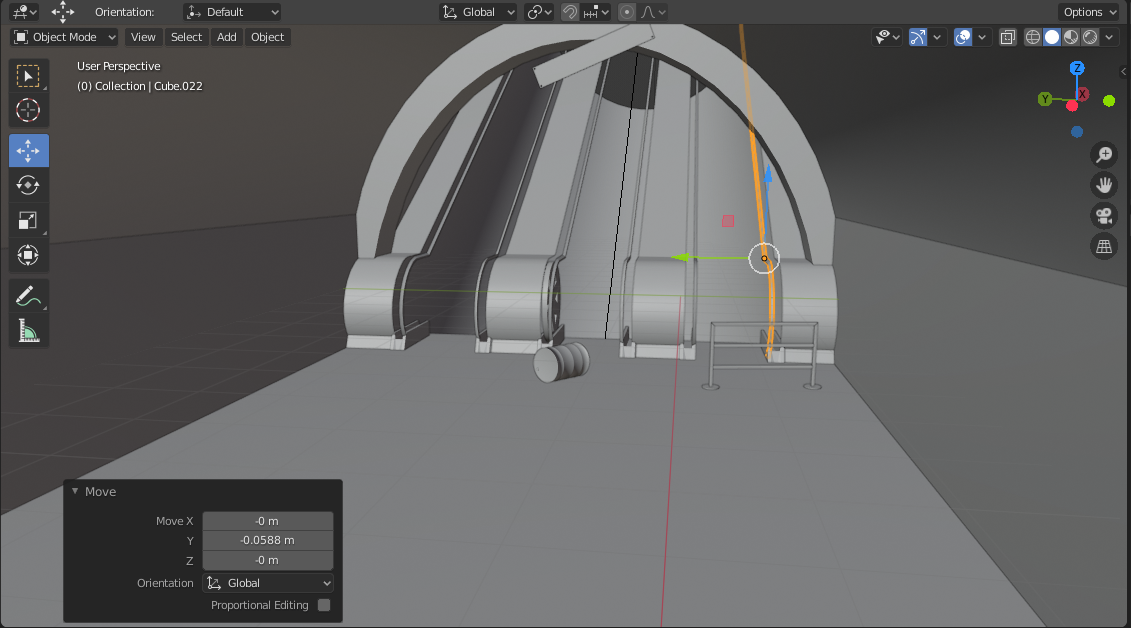 Orientation: Default Global Options
Object Mode View Select Add Object
User Perspective
(0) Collection | Cube.022
Z
Y X
Move
Move X -0 m
Y -0.0588 m
Z -0 m
Orientation Global
Proportional Editing